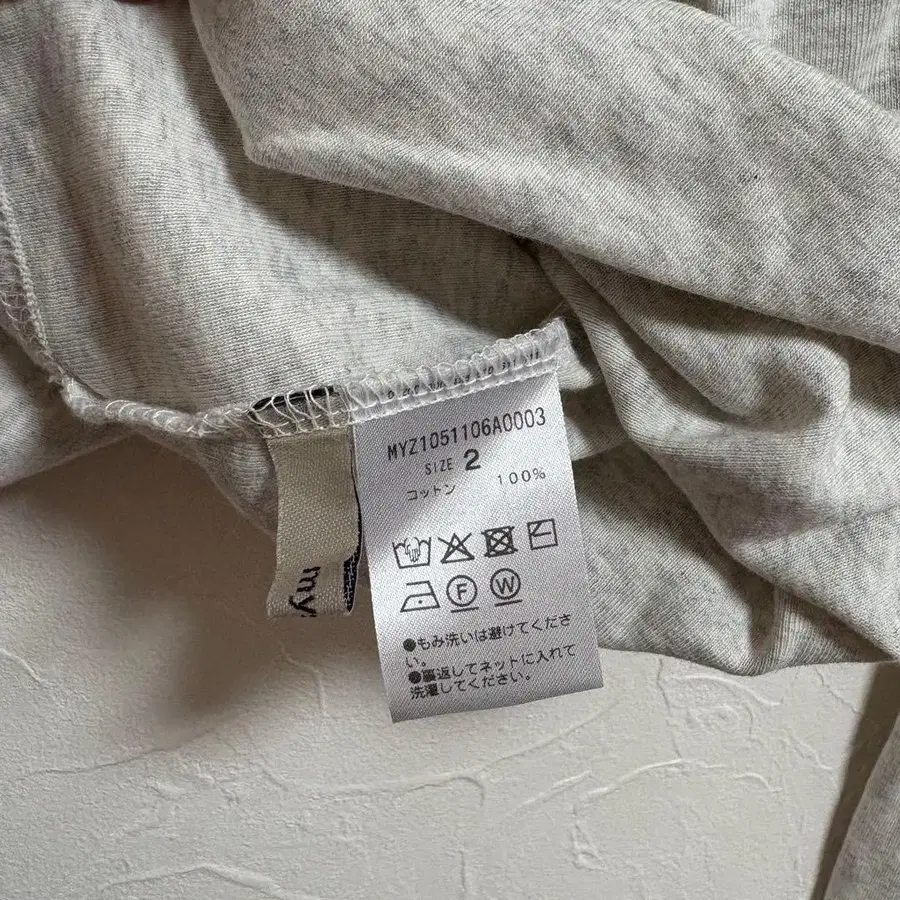 MYZ1051106A0003
SIZE 2
コットン 100%
F W
●もみ洗いは避けてくださ
い。
●裏返してネットに入れて
洗濯してください。
my